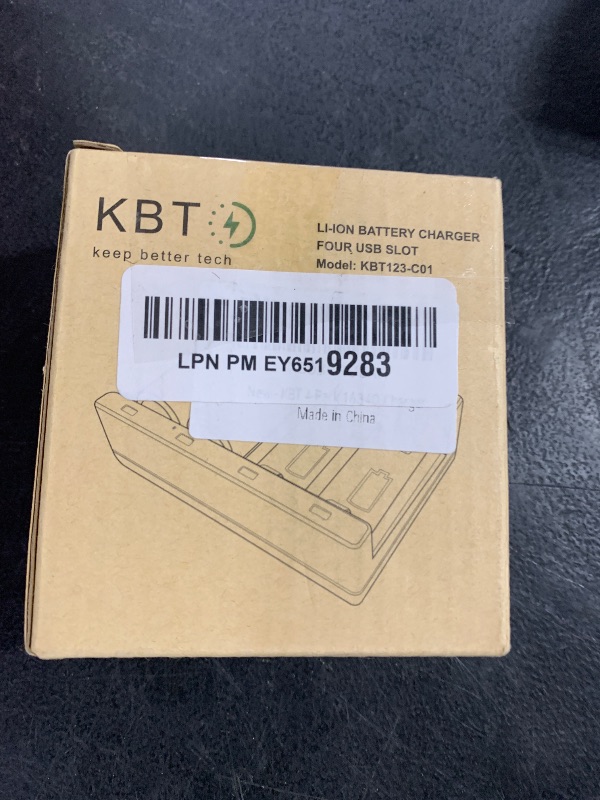 KBT
keep better tech
LI-ION BATTERY CHARGER
FOUR USB SLOT
Model: KBT123-C01
LPN PM EY6519283
Made in China